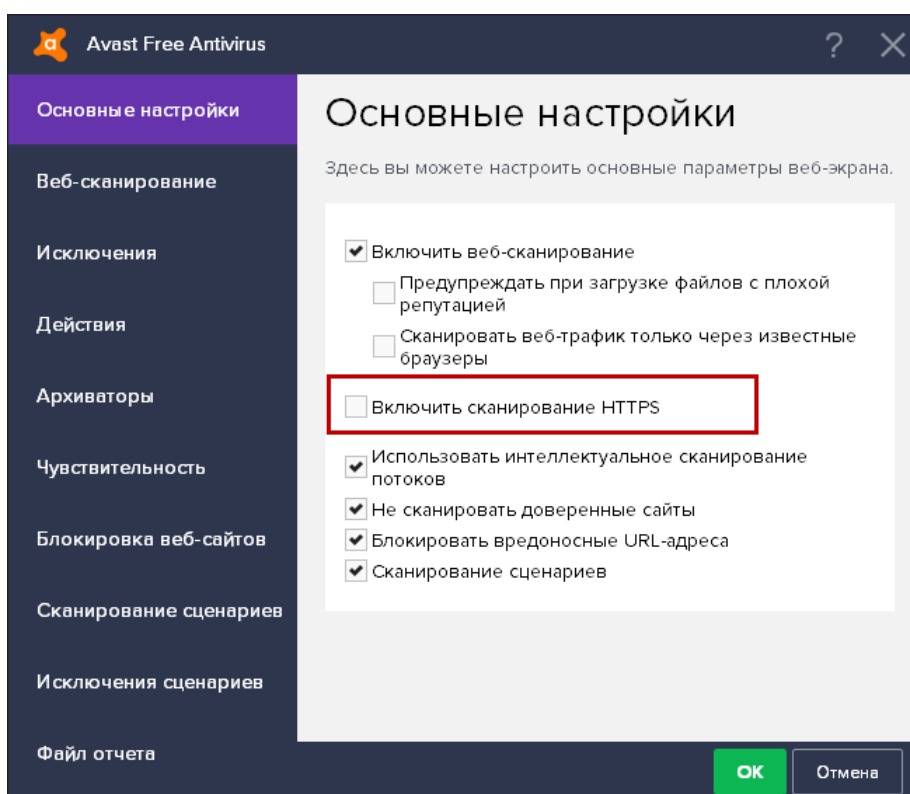 Avast Free Antivirus
?
Основные настройки
Веб-сканирование
Исключения
Действия
Архиваторы
Чувствительность
Блокировка веб-сайтов
Сканирование сценариев
Исключения сценариев
Файл отчета
Основные настройки
Здесь вы можете настроить основные параметры веб-экрана.
Включить веб-сканирование
Предупреждать при загрузке файлов с плохой
репутацией
Сканировать веб-трафик только через известные
браузеры
Включить сканирование HTTPS
Использовать интеллектуальное сканирование
потоков
Не сканировать доверенные сайты
Блокировать вредоносные URL-адреса
Сканирование сценариев
ОК
Отмена